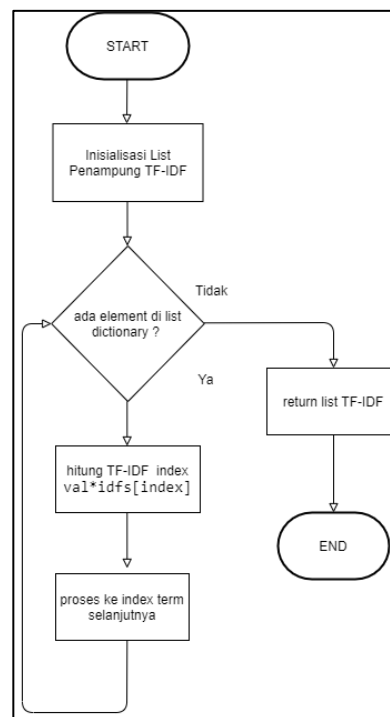 START
Inisialisasi List
Penampung TF-IDF
ada element di list
dictionary ?
Tidak
Ya
hitung TF-IDF index
val*idfs[index]
proses ke index term
selanjutnya
return list TF-IDF
END